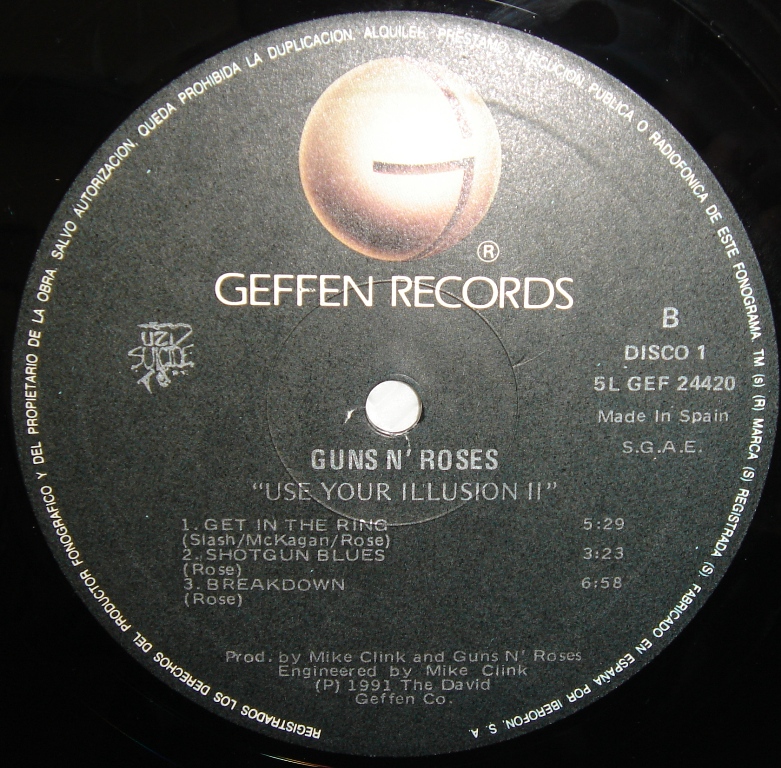 REGISTRADOS LOS DERECHOS DEL PRODUCTOR FONOGRAFICO Y DEL PROPIETARIO DE LA OBRA. SALVO AUTORIZACION. QUEDA PROHIBIDA LA DUPLICACION. ALQUILER. PRESTAMO. EJECUCION PUBLICA O RADIOFONICA DE ESTE FONOGRAMA. TM (s) (R) MARCA (S) REGISTRADA (S). FABRICADO EN ESPAÑA POR IBEROFON, S. A.
®
GEFFEN RECORDS
UZI
SUICIDE
B
DISCO 1
5L GEF 24420
Made In Spain
S.G.A.E.
GUNS N' ROSES
“USE YOUR ILLUSION II”
1. GET IN THE RING 5:29
(Slash/McKagan/Rose)
2. SHOTGUN BLUES 3:23
(Rose)
3. BREAKDOWN 6:58
(Rose)
Prod. by Mike Clink and Guns N' Roses
Engineered by Mike Clink
(P) 1991 The David
Geffen Co.